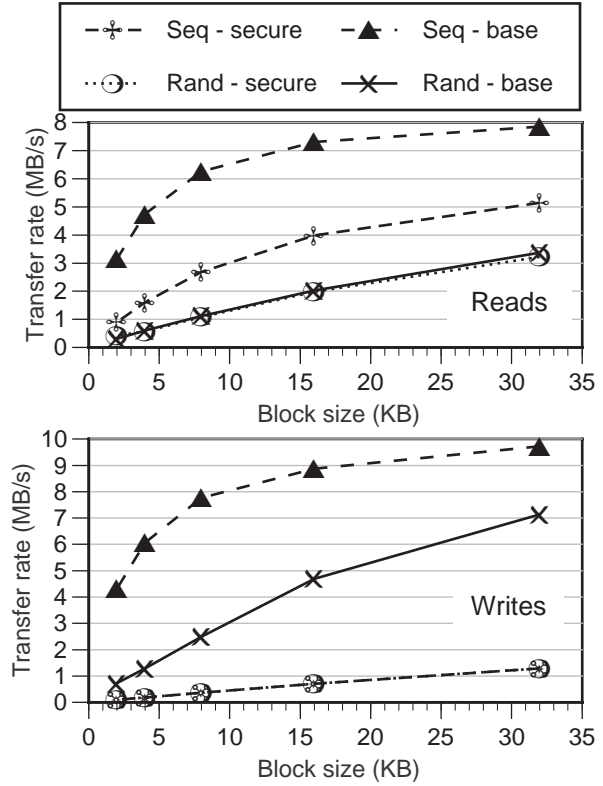 Seq - secure Seq - base
Rand - secure Rand - base
8
7
6
5
4
3
2
1
0
Transfer rate (MB/s)
Reads
0 5 10 15 20 25 30 35
Block size (KB)
10
9
8
7
6
5
4
3
2
1
0
Transfer rate (MB/s)
Writes
0 5 10 15 20 25 30 35
Block size (KB)